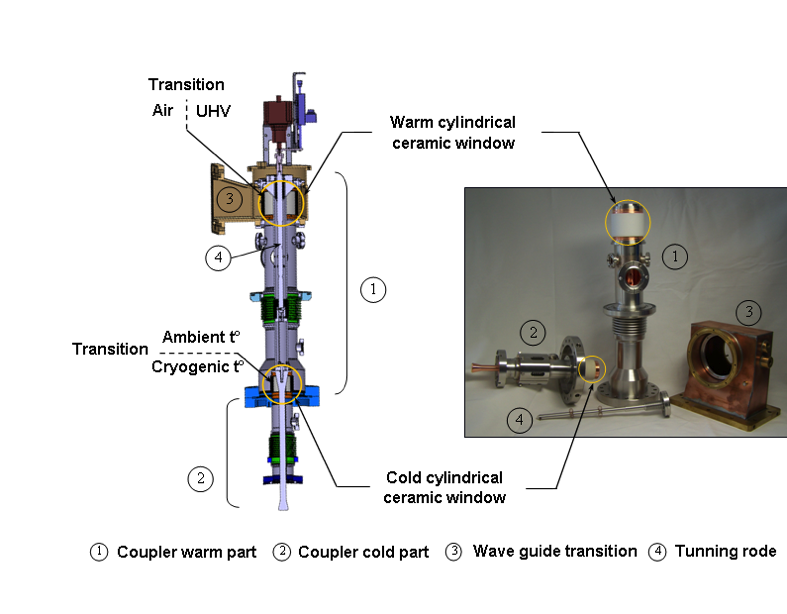 Transition
Air UHV
Warm cylindrical
ceramic window
3
4
1
1
3
2
4
Transition
Ambient t°
Cryogenic t°
2
Cold cylindrical
ceramic window
1 Coupler warm part 2 Coupler cold part 3 Wave guide transition 4 Tunning rode